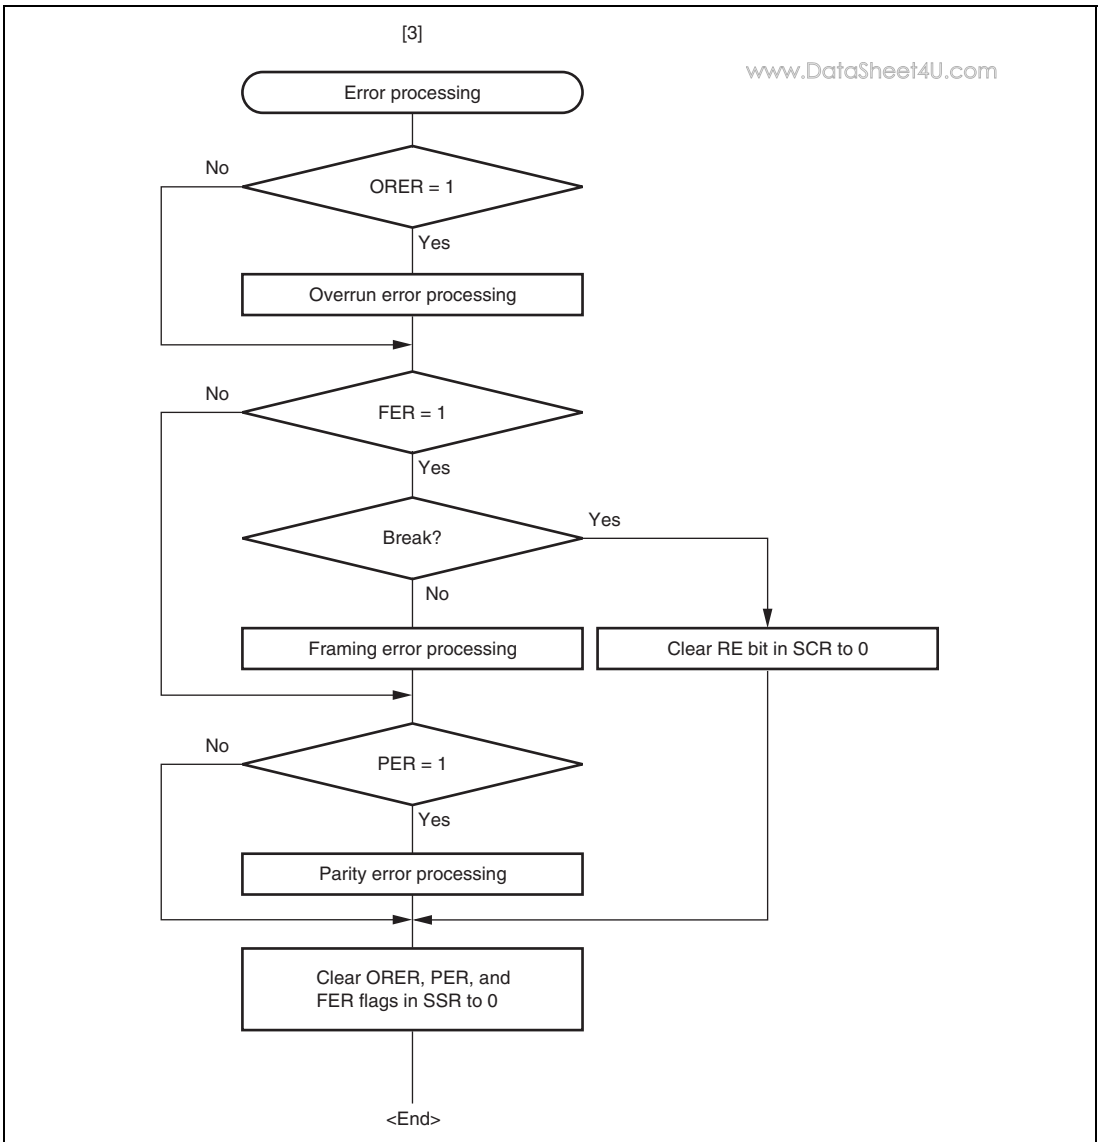 [3]
www.DataSheet4U.com
Error processing
No
ORER = 1
Yes
Overrun error processing
No
FER = 1
Yes
Break?
Yes
No
Framing error processing
Clear RE bit in SCR to 0
No
PER = 1
Yes
Parity error processing
Clear ORER, PER, and
FER flags in SSR to 0
<End>